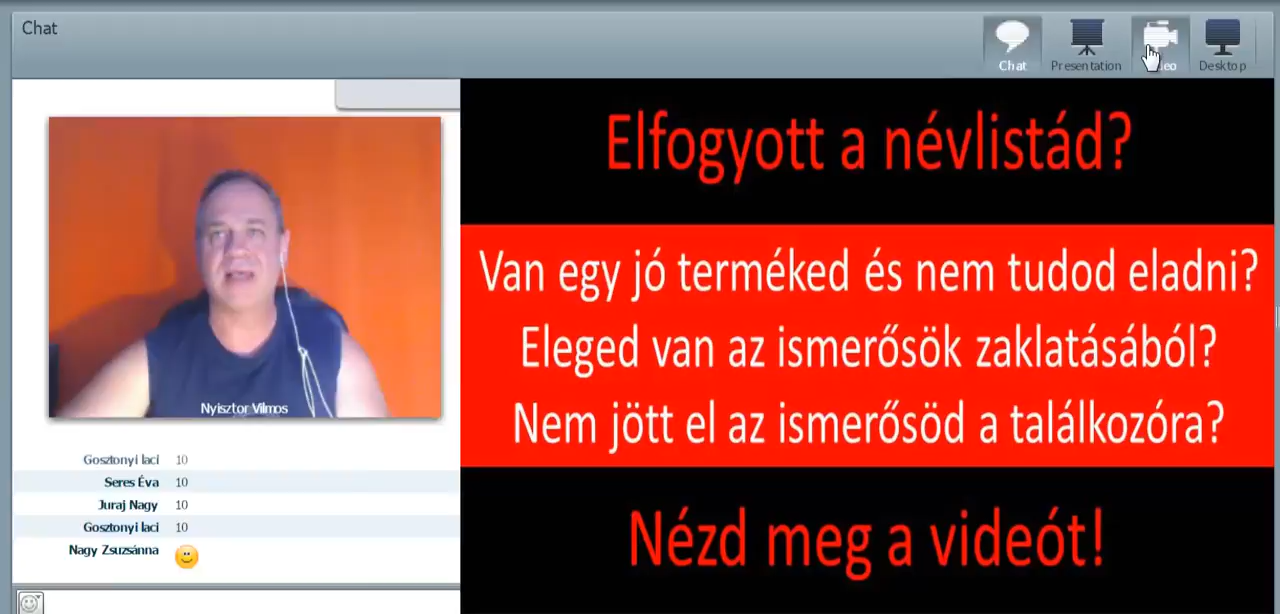 Chat
Chat Presentation Desktop
Nyisztor Vilmos
Gosztonyi laci 10
Seres Éva 10
Juraj Nagy 10
Gosztonyi laci 10
Nagy Zsuzsánna
Elfogyott a névlistád?
Van egy jó terméked és nem tudod eladni?
Eleged van az ismerősök zaklatásából?
Nem jött el az ismerősöd a találkozóra?
Nézd meg a videót!